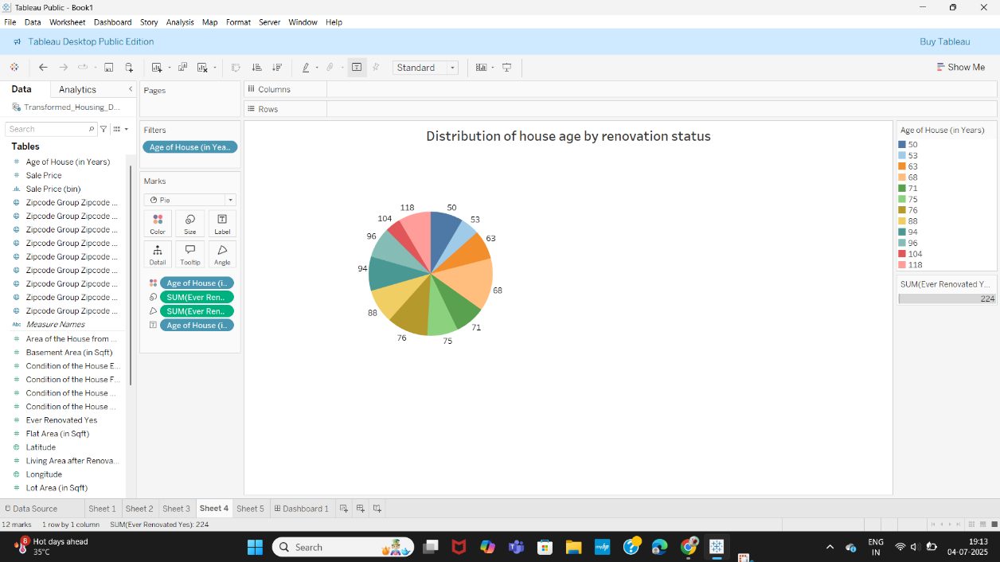 Tableau Public - Book1
File Data Worksheet Dashboard Story Analysis Map Format Server Window Help
Tableau Desktop Public Edition
Buy Tableau
Standard
Show Me
Data
Analytics
Transformed_Housing_D...
Search
Tables
Age of House (in Years)
Sale Price
Sale Price (bin)
Zipcode Group Zipcode ...
Zipcode Group Zipcode ...
Zipcode Group Zipcode ...
Zipcode Group Zipcode ...
Zipcode Group Zipcode ...
Zipcode Group Zipcode ...
Zipcode Group Zipcode ...
Zipcode Group Zipcode ...
Zipcode Group Zipcode ...
Abc Measure Names
Area of the House from ...
Basement Area (in Sqft)
Condition of the House E...
Condition of the House F...
Condition of the House ...
Condition of the House ...
Ever Renovated Yes
Flat Area (in Sqft)
Latitude
Living Area after Renova...
Longitude
Lot Area (in Sqft)
Pages
Filters
Age of House (in Yea..
Marks
Pie
Color
Size
Label
Detail
Tooltip
Angle
Age of House (i..
SUM(Ever Ren..
SUM(Ever Ren..
Age of House (i..
Columns
Rows
Distribution of house age by renovation status
118
50
104
53
96
63
94
68
88
71
76
75
Age of House (in Years)
50
53
63
68
71
75
76
88
94
96
104
118
SUM(Ever Renovated Y...
224
Data Source
Sheet 1
Sheet 2
Sheet 3
Sheet 4
Sheet 5
Dashboard 1
12 marks
1 row by 1 column
SUM(Ever Renovated Yes): 224
8
Hot days ahead
35°C
Search
hp
ENG
IN
19:13
04-07-2025